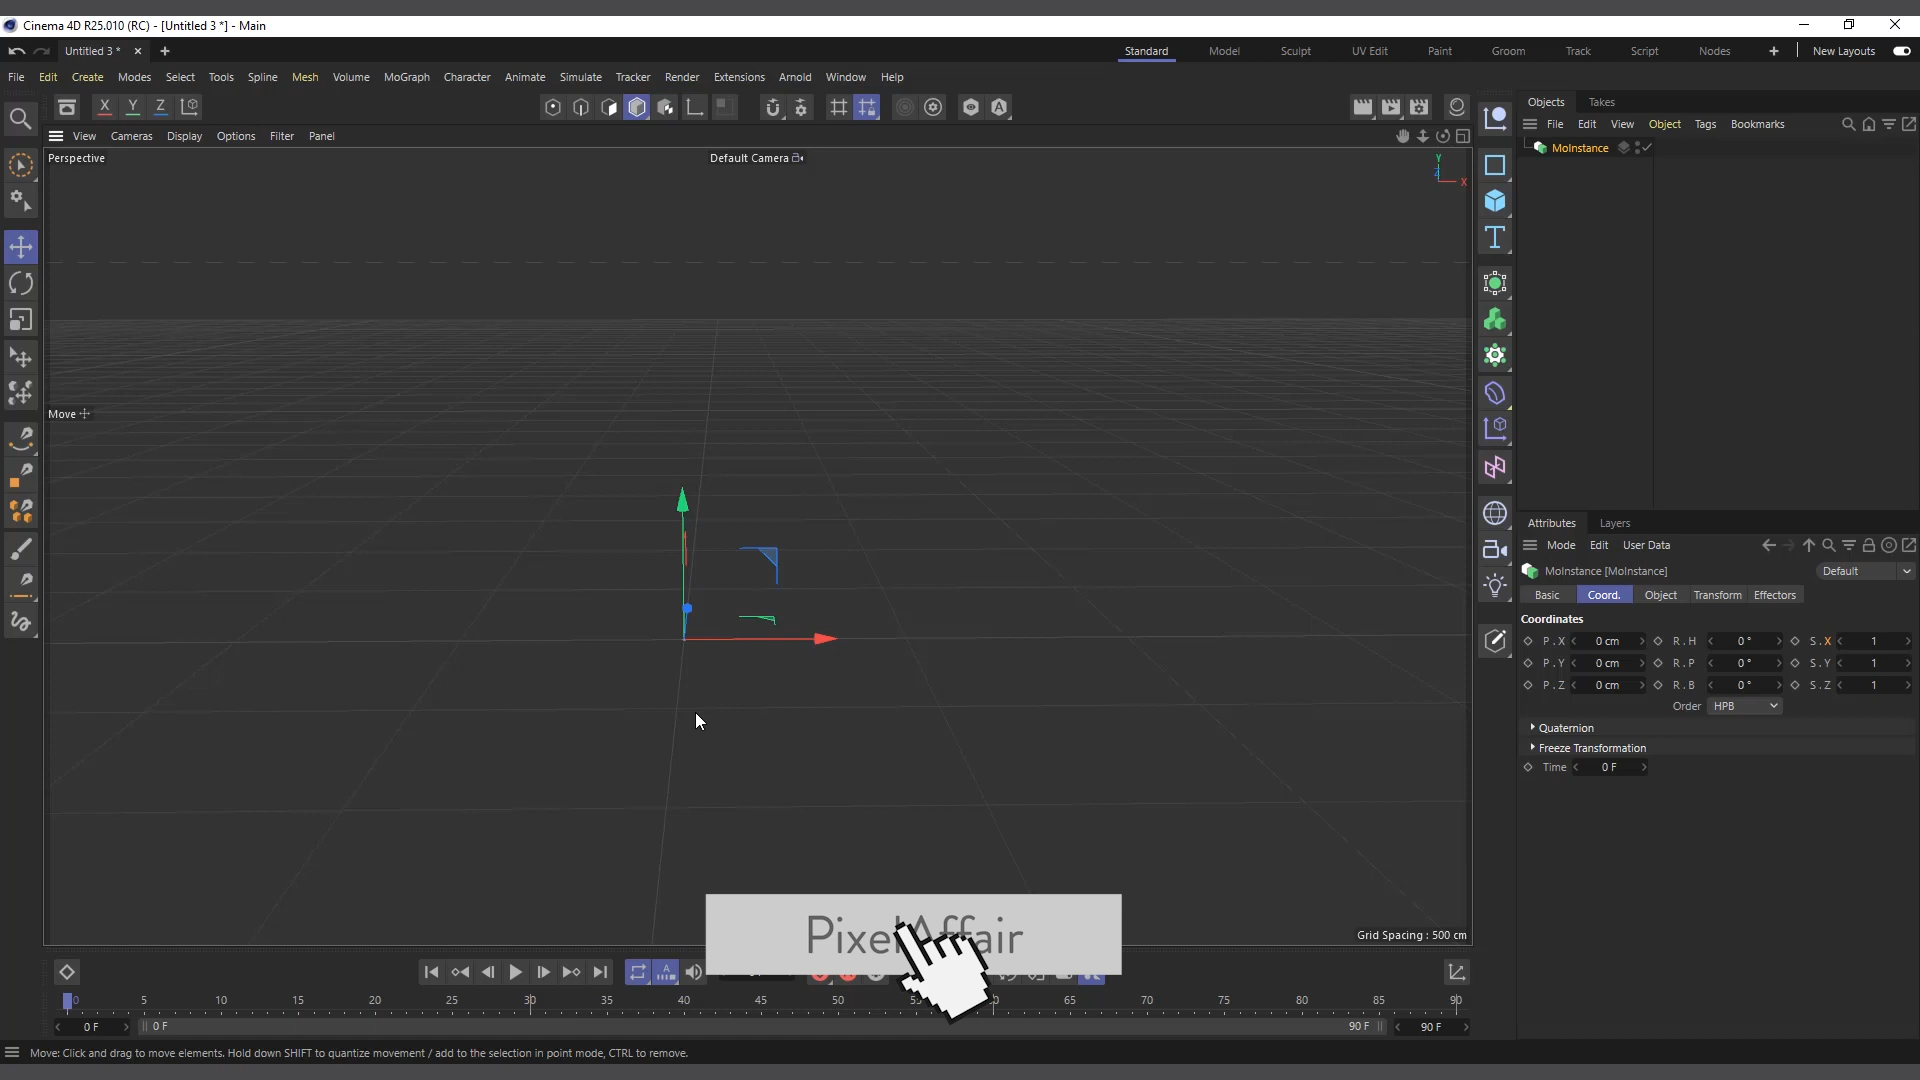 Cinema 4D R25.010 (RC) - [Untitled 3 *] - Main
Untitled 3 *
Standard Model Sculpt UV Edit Paint Groom Track Script Nodes New Layouts
File Edit Create Modes Select Tools Spline Mesh Volume MoGraph Character Animate Simulate Tracker Render Extensions Arnold Window Help
X Y Z
View Cameras Display Options Filter Panel
Perspective
Default Camera
Y
Z
X
Move
Grid Spacing : 500 cm
Objects Takes
File Edit View Object Tags Bookmarks
MoInstance
Attributes Layers
Mode Edit User Data
MoInstance [MoInstance] Default
Basic Coord. Object Transform Effectors
Coordinates
P . X 0 cm R . H 0 ° S . X 1
P . Y 0 cm R . P 0 ° S . Y 1
P . Z 0 cm R . B 0 ° S . Z 1
Order HPB
Quaternion
Freeze Transformation
Time 0 F
PixelAffair
0 5 10 15 20 25 30 35 40 45 50 55 65 70 75 80 85 90
0 F 0 F 90 F 90 F
Move: Click and drag to move elements. Hold down SHIFT to quantize movement / add to the selection in point mode, CTRL to remove.